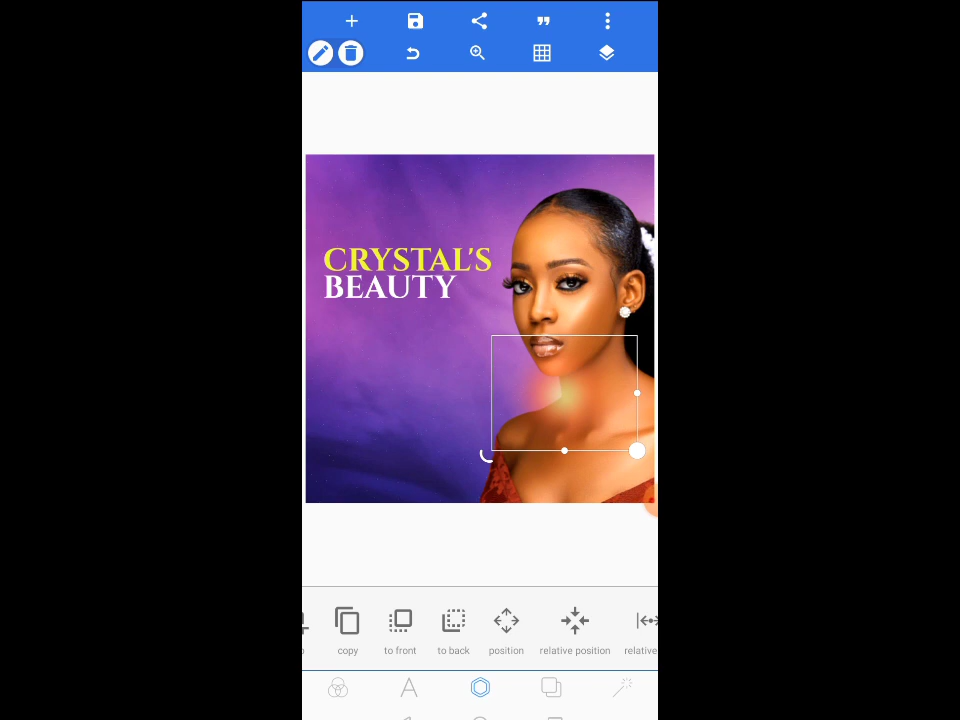 CRYSTAL'S
BEAUTY
copy
to front
to back
position
relative position
relative